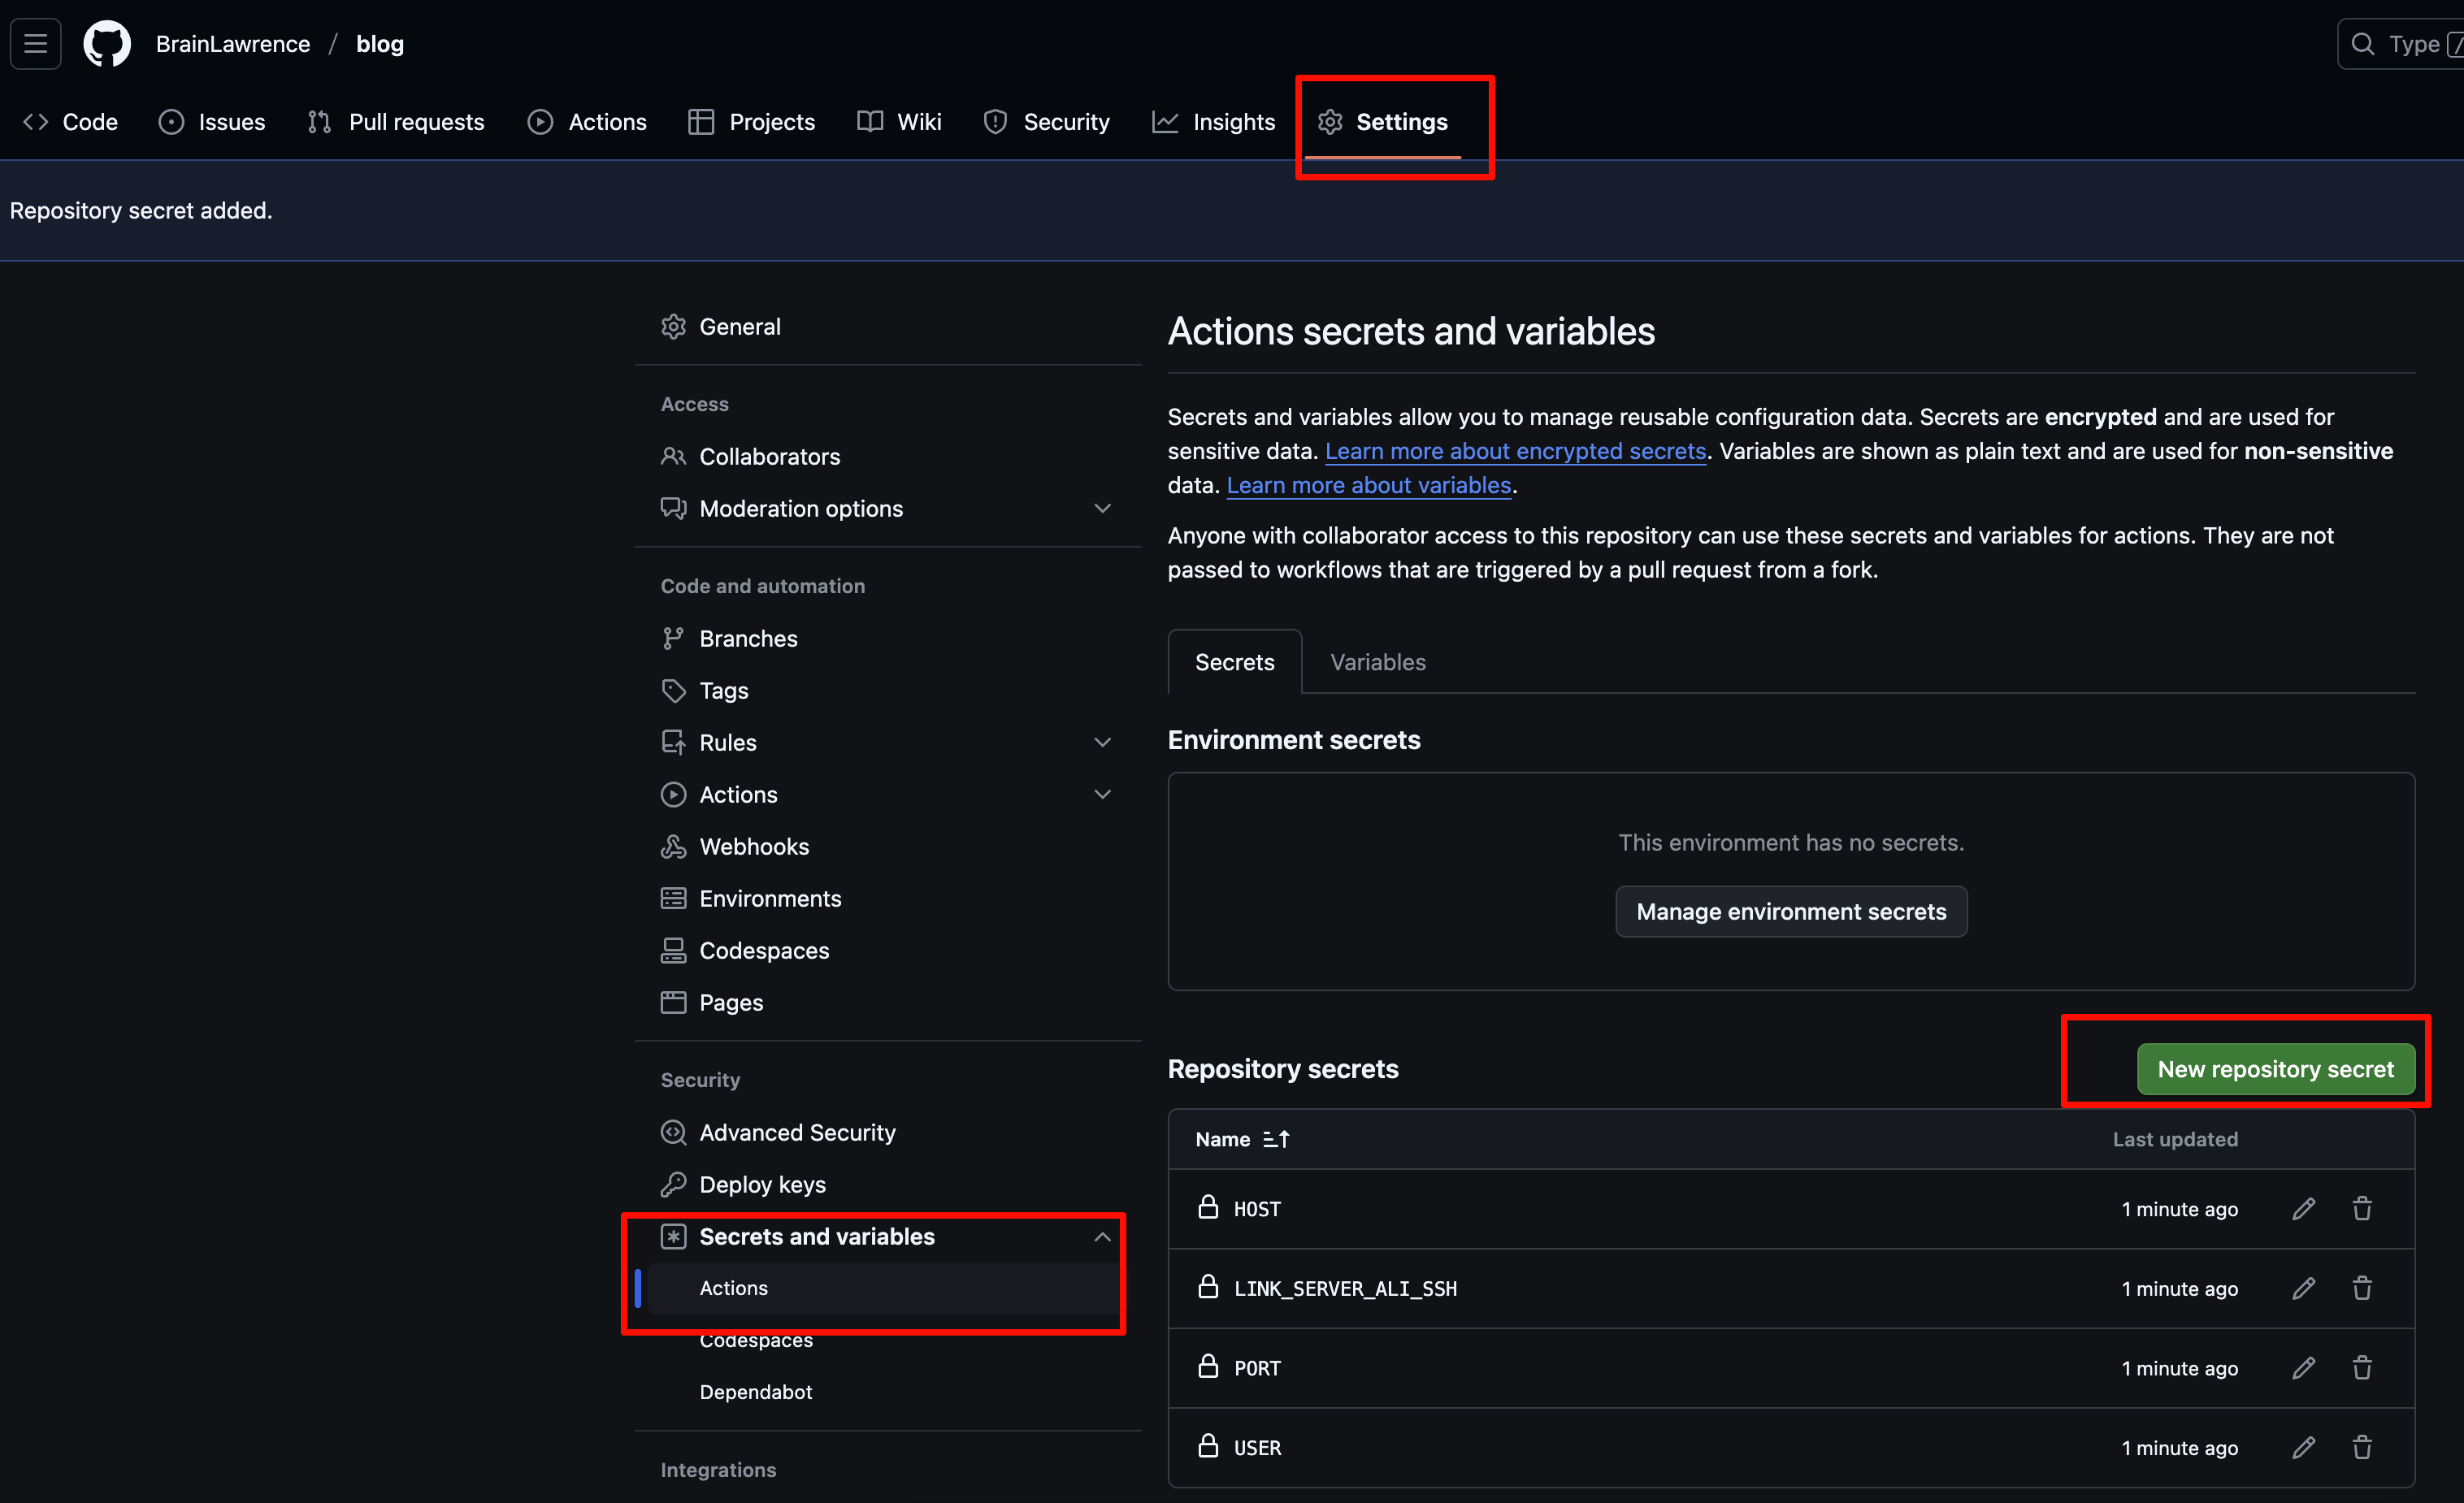 BrainLawrence / blog
Type /
Code Issues Pull requests Actions Projects Wiki Security Insights Settings
Repository secret added.
General
Access
Collaborators
Moderation options
Code and automation
Branches
Tags
Rules
Actions
Webhooks
Environments
Codespaces
Pages
Security
Advanced Security
Deploy keys
Secrets and variables
Actions
Codespaces
Dependabot
Integrations
Actions secrets and variables
Secrets and variables allow you to manage reusable configuration data. Secrets are encrypted and are used for
sensitive data. Learn more about encrypted secrets. Variables are shown as plain text and are used for non-sensitive
data. Learn more about variables.
Anyone with collaborator access to this repository can use these secrets and variables for actions. They are not
passed to workflows that are triggered by a pull request from a fork.
Secrets Variables
Environment secrets
This environment has no secrets.
Manage environment secrets
Repository secrets New repository secret
Name Last updated
HOST 1 minute ago
LINK_SERVER_ALI_SSH 1 minute ago
PORT 1 minute ago
USER 1 minute ago